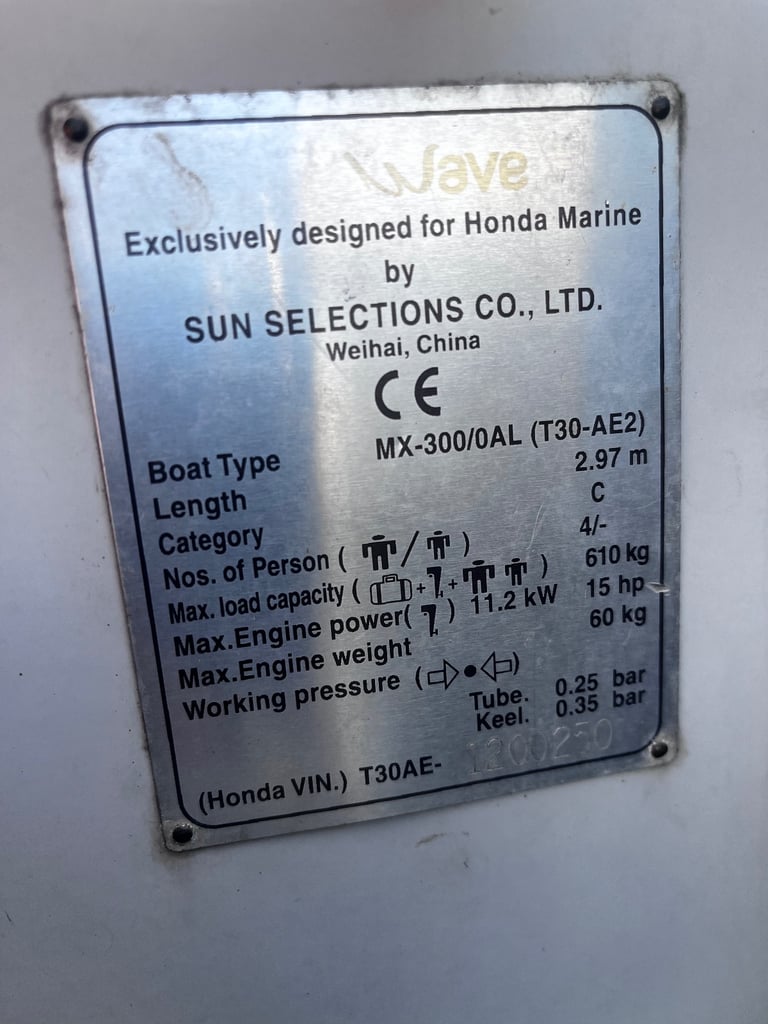 Wave
Exclusively designed for Honda Marine
by
SUN SELECTIONS CO., LTD.
Weihai, China
CE
Boat Type MX-300/0AL (T30-AE2)
Length 2.97 m
Category C
Nos. of Person ( / ) 4/-
Max. load capacity ( + + ) 610 kg
Max.Engine power( ) 11.2 kW 15 hp
Max.Engine weight 60 kg
Working pressure ( )
Tube. 0.25 bar
Keel. 0.35 bar
(Honda VIN.) T30AE- 1200250